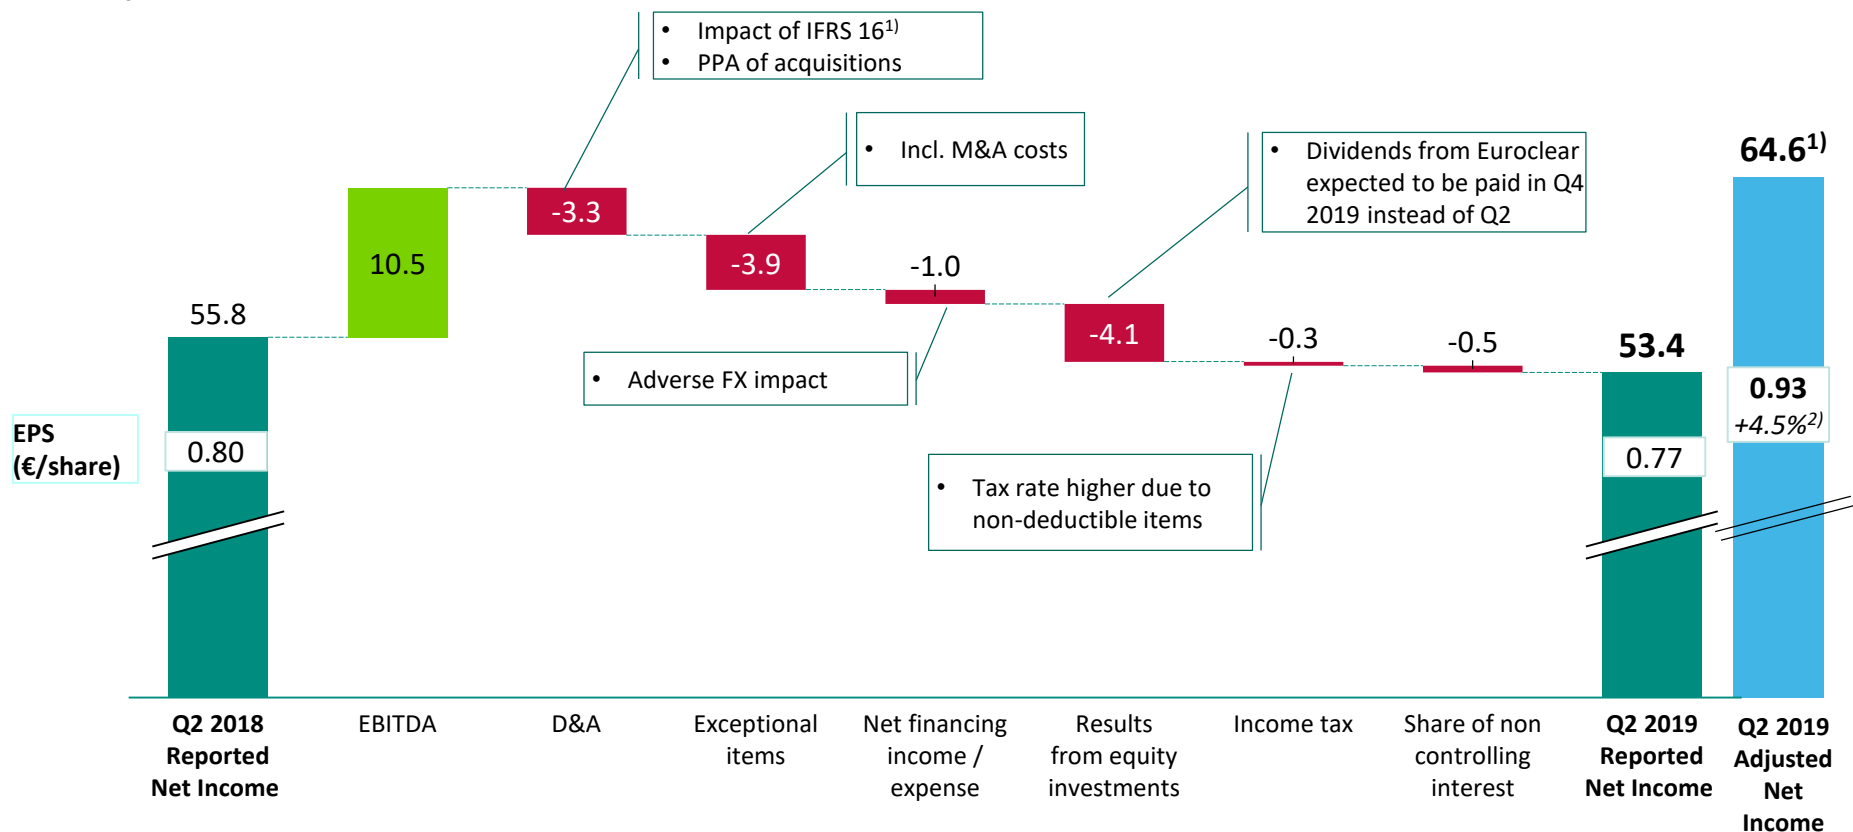 • Impact of IFRS 16¹⁾
• PPA of acquisitions
• Incl. M&A costs
• Dividends from Euroclear
expected to be paid in Q4
2019 instead of Q2
64.6¹⁾
-3.3
10.5
-3.9
-1.0
55.8
-4.1
-0.3
-0.5
53.4
• Adverse FX impact
0.93
+4.5%²⁾
EPS
(€/share)
0.80
0.77
• Tax rate higher due to
non-deductible items
Q2 2018
Reported
Net Income
EBITDA
D&A
Exceptional
items
Net financing
income /
expense
Results
from equity
investments
Income tax
Share of non
controlling
interest
Q2 2019
Reported
Net Income
Q2 2019
Adjusted
Net
Income